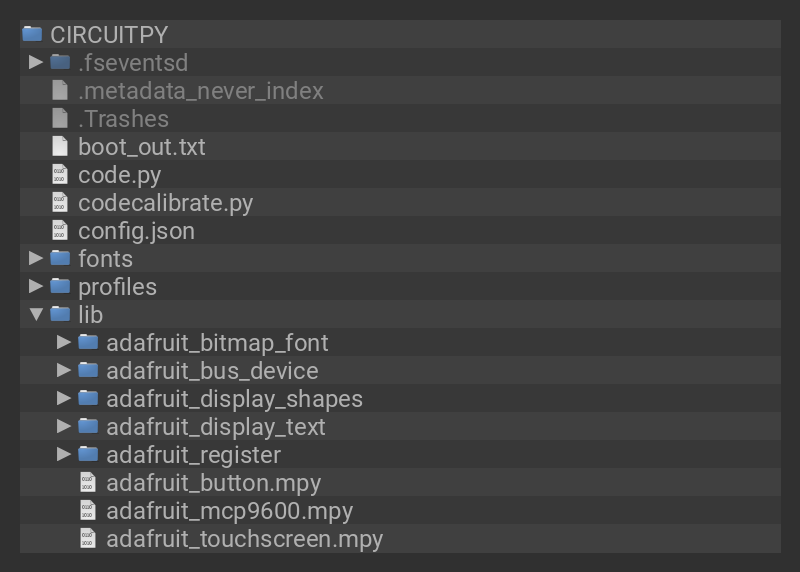 CIRCUITPY
.fseventsd
.metadata_never_index
.Trashes
boot_out.txt
code.py
codecalibrate.py
config.json
fonts
profiles
lib
adafruit_bitmap_font
adafruit_bus_device
adafruit_display_shapes
adafruit_display_text
adafruit_register
adafruit_button.mpy
adafruit_mcp9600.mpy
adafruit_touchscreen.mpy